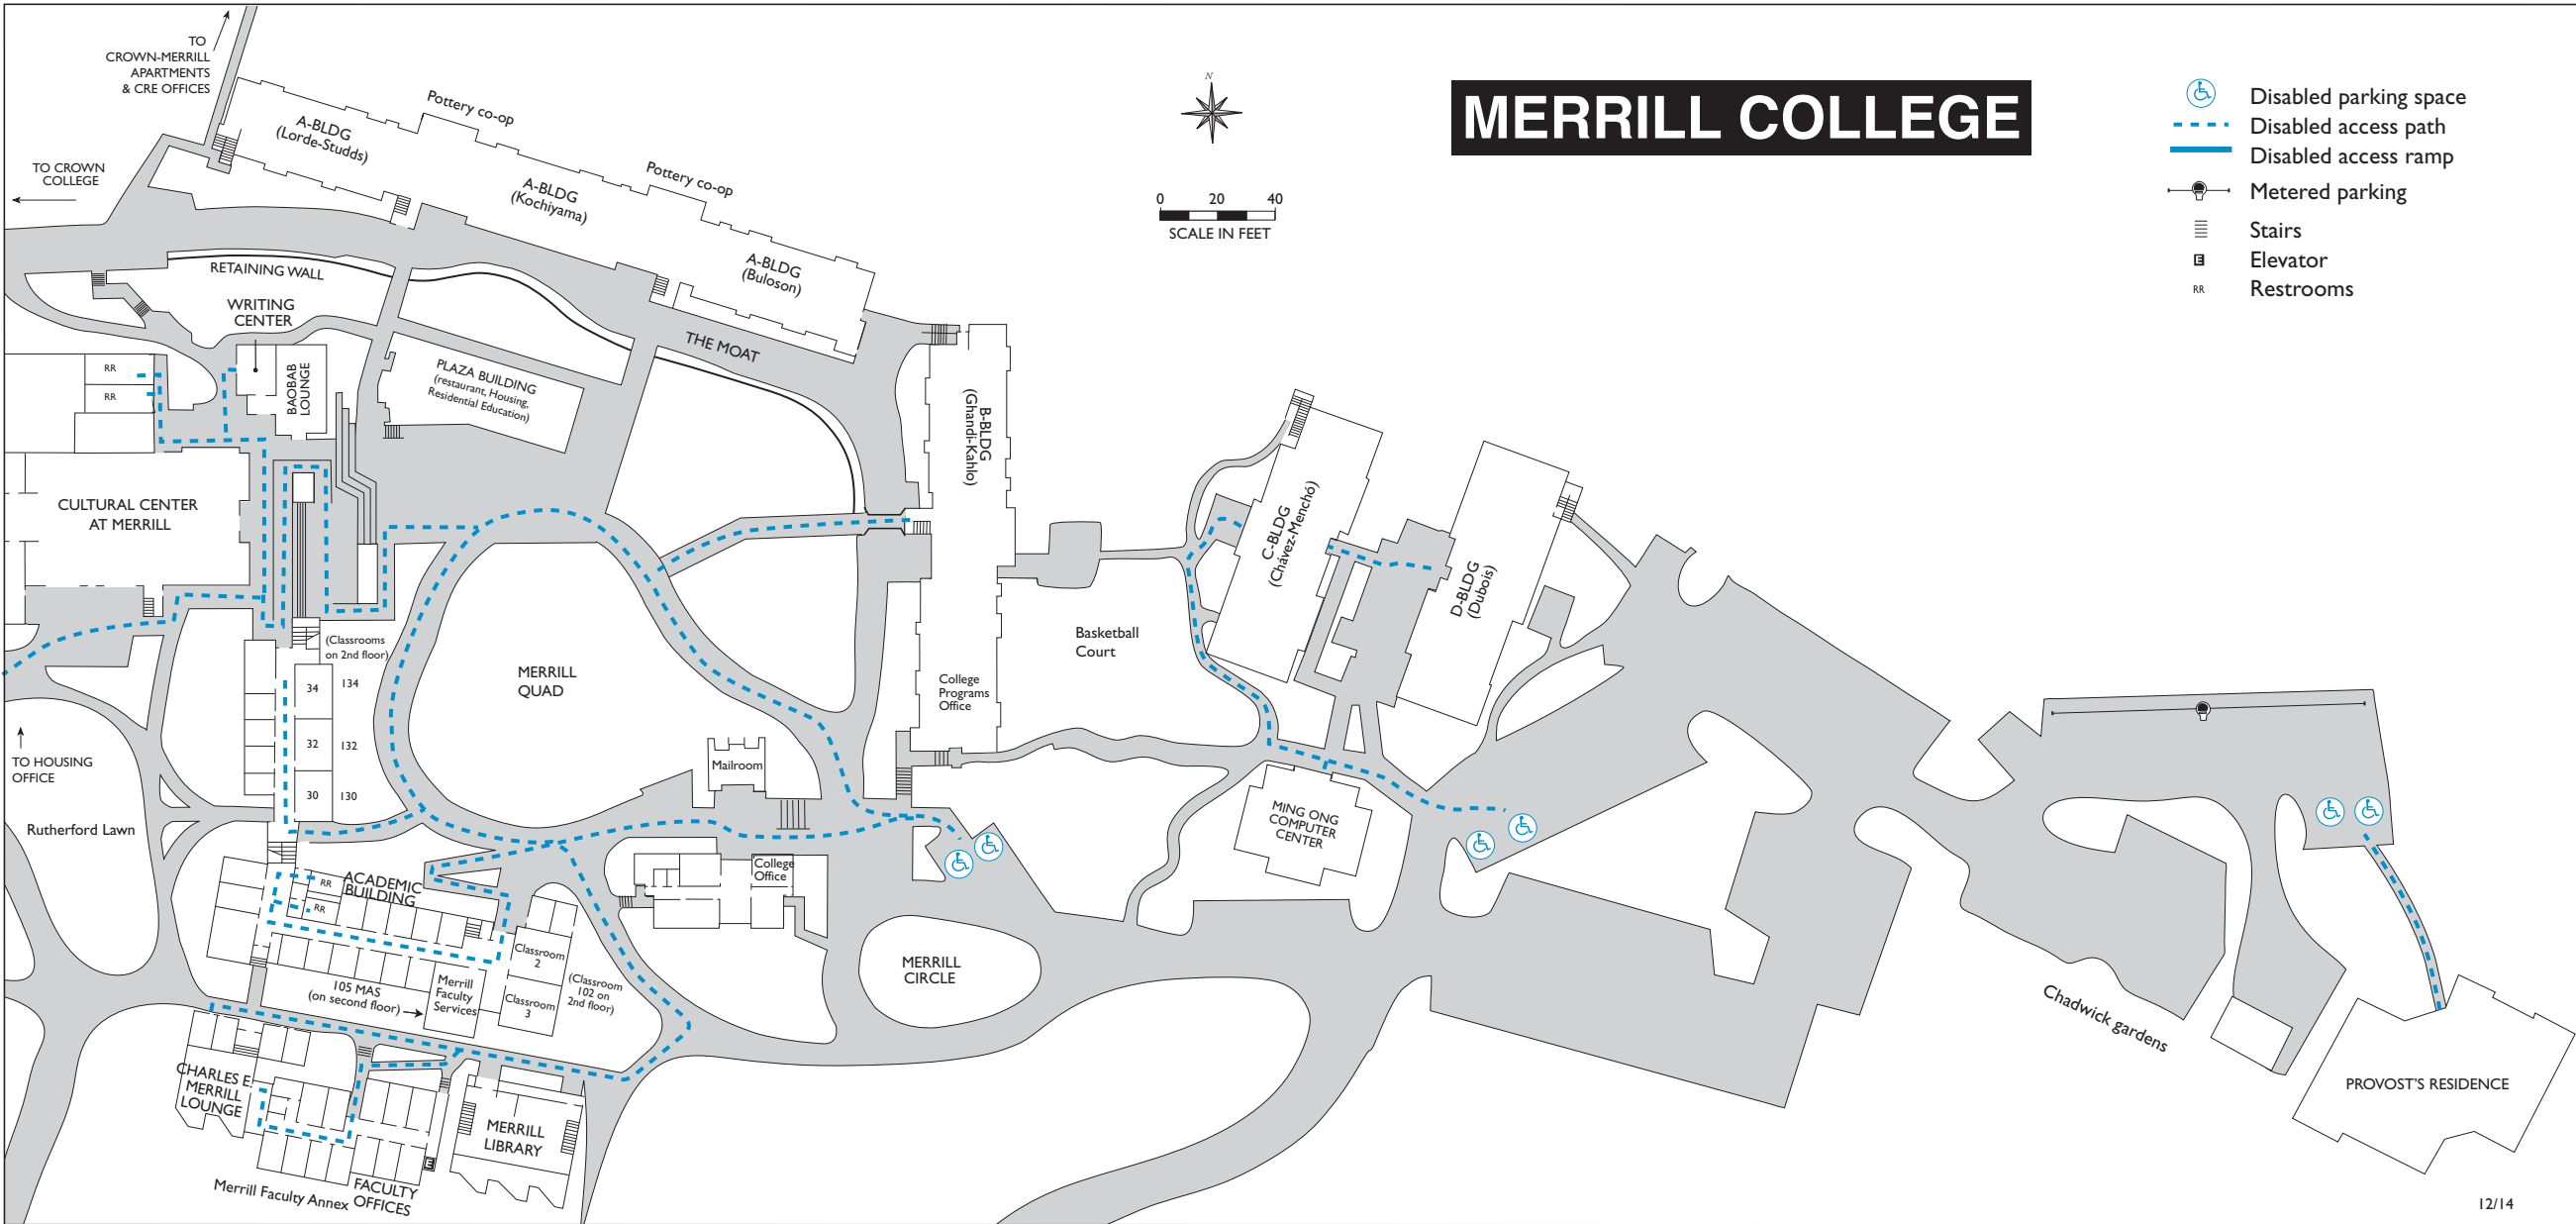 TO
CROWN-MERRILL
APARTMENTS
& CRE OFFICES
TO CROWN
COLLEGE
A-BLDG
(Lorde-Studds)
Pottery co-op
A-BLDG
(Kochiyama)
Pottery co-op
A-BLDG
(Buloson)
N
0 20 40
SCALE IN FEET
MERRILL COLLEGE
Disabled parking space
Disabled access path
Disabled access ramp
Metered parking
Stairs
E
Elevator
RR
Restrooms
RETAINING WALL
WRITING
CENTER
THE MOAT
RR
RR
BAOBAB
LOUNGE
PLAZA BUILDING
(restaurant, Housing,
Residential Education)
B-BLDG
(Ghandi-Kahlo)
CULTURAL CENTER
AT MERRILL
C-BLDG
(Chávez-Menchó)
D-BLDG
(Dubois)
(Classrooms
on 2nd floor)
34 134
32 132
30 130
MERRILL
QUAD
Basketball
Court
College
Programs
Office
Mailroom
TO HOUSING
OFFICE
Rutherford Lawn
MING ONG
COMPUTER
CENTER
College
Office
RR
RR
ACADEMIC
BUILDING
Classroom
2
Classroom
3
(Classroom
102 on
2nd floor)
Merrill
Faculty
Services
105 MAS
(on second floor)
MERRILL
CIRCLE
Chadwick gardens
PROVOST'S RESIDENCE
CHARLES E.
MERRILL
LOUNGE
MERRILL
LIBRARY
E
Merrill Faculty Annex
FACULTY
OFFICES
12/14